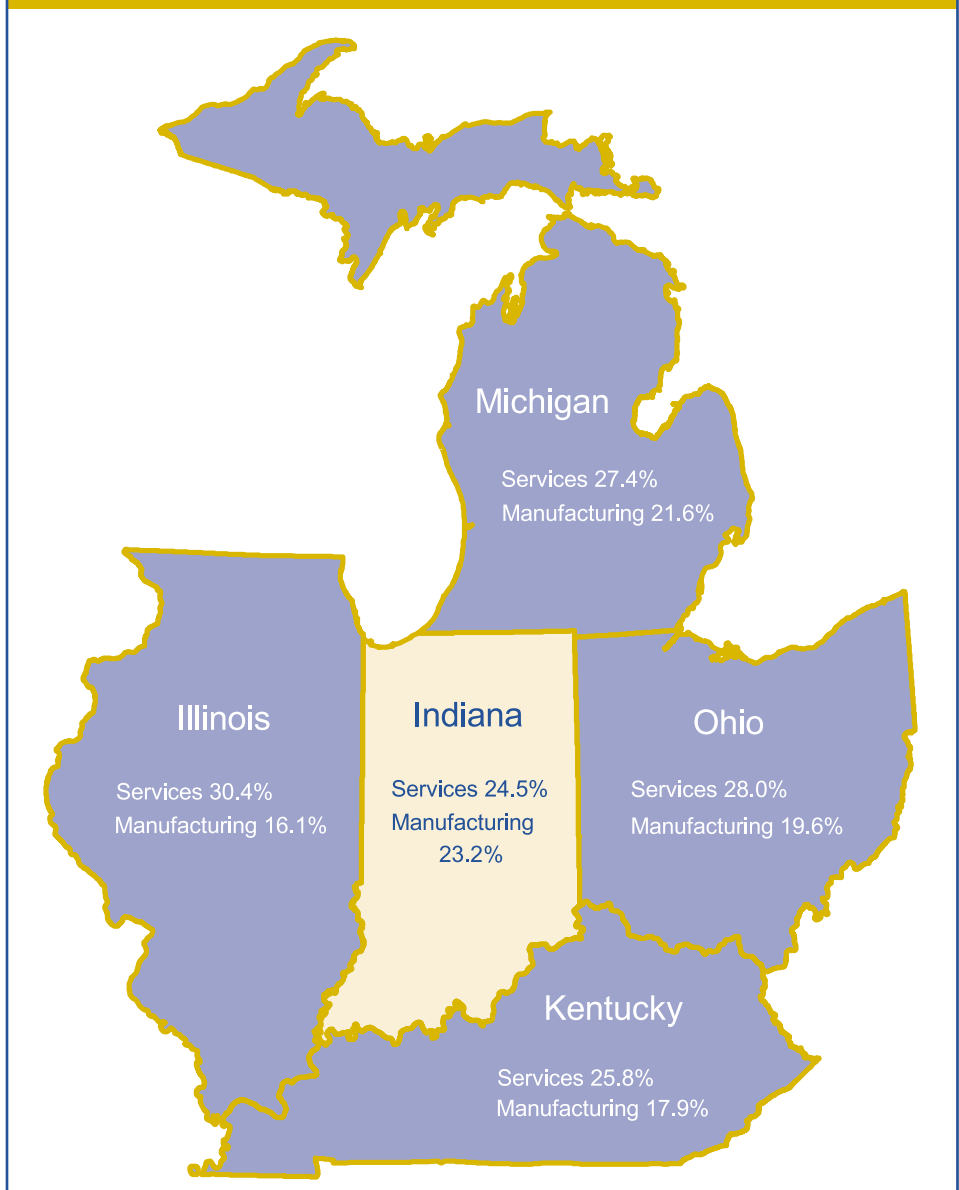 Michigan
Services 27.4%
Manufacturing 21.6%
Illinois
Services 30.4%
Manufacturing 16.1%
Indiana
Services 24.5%
Manufacturing
23.2%
Ohio
Services 28.0%
Manufacturing 19.6%
Kentucky
Services 25.8%
Manufacturing 17.9%